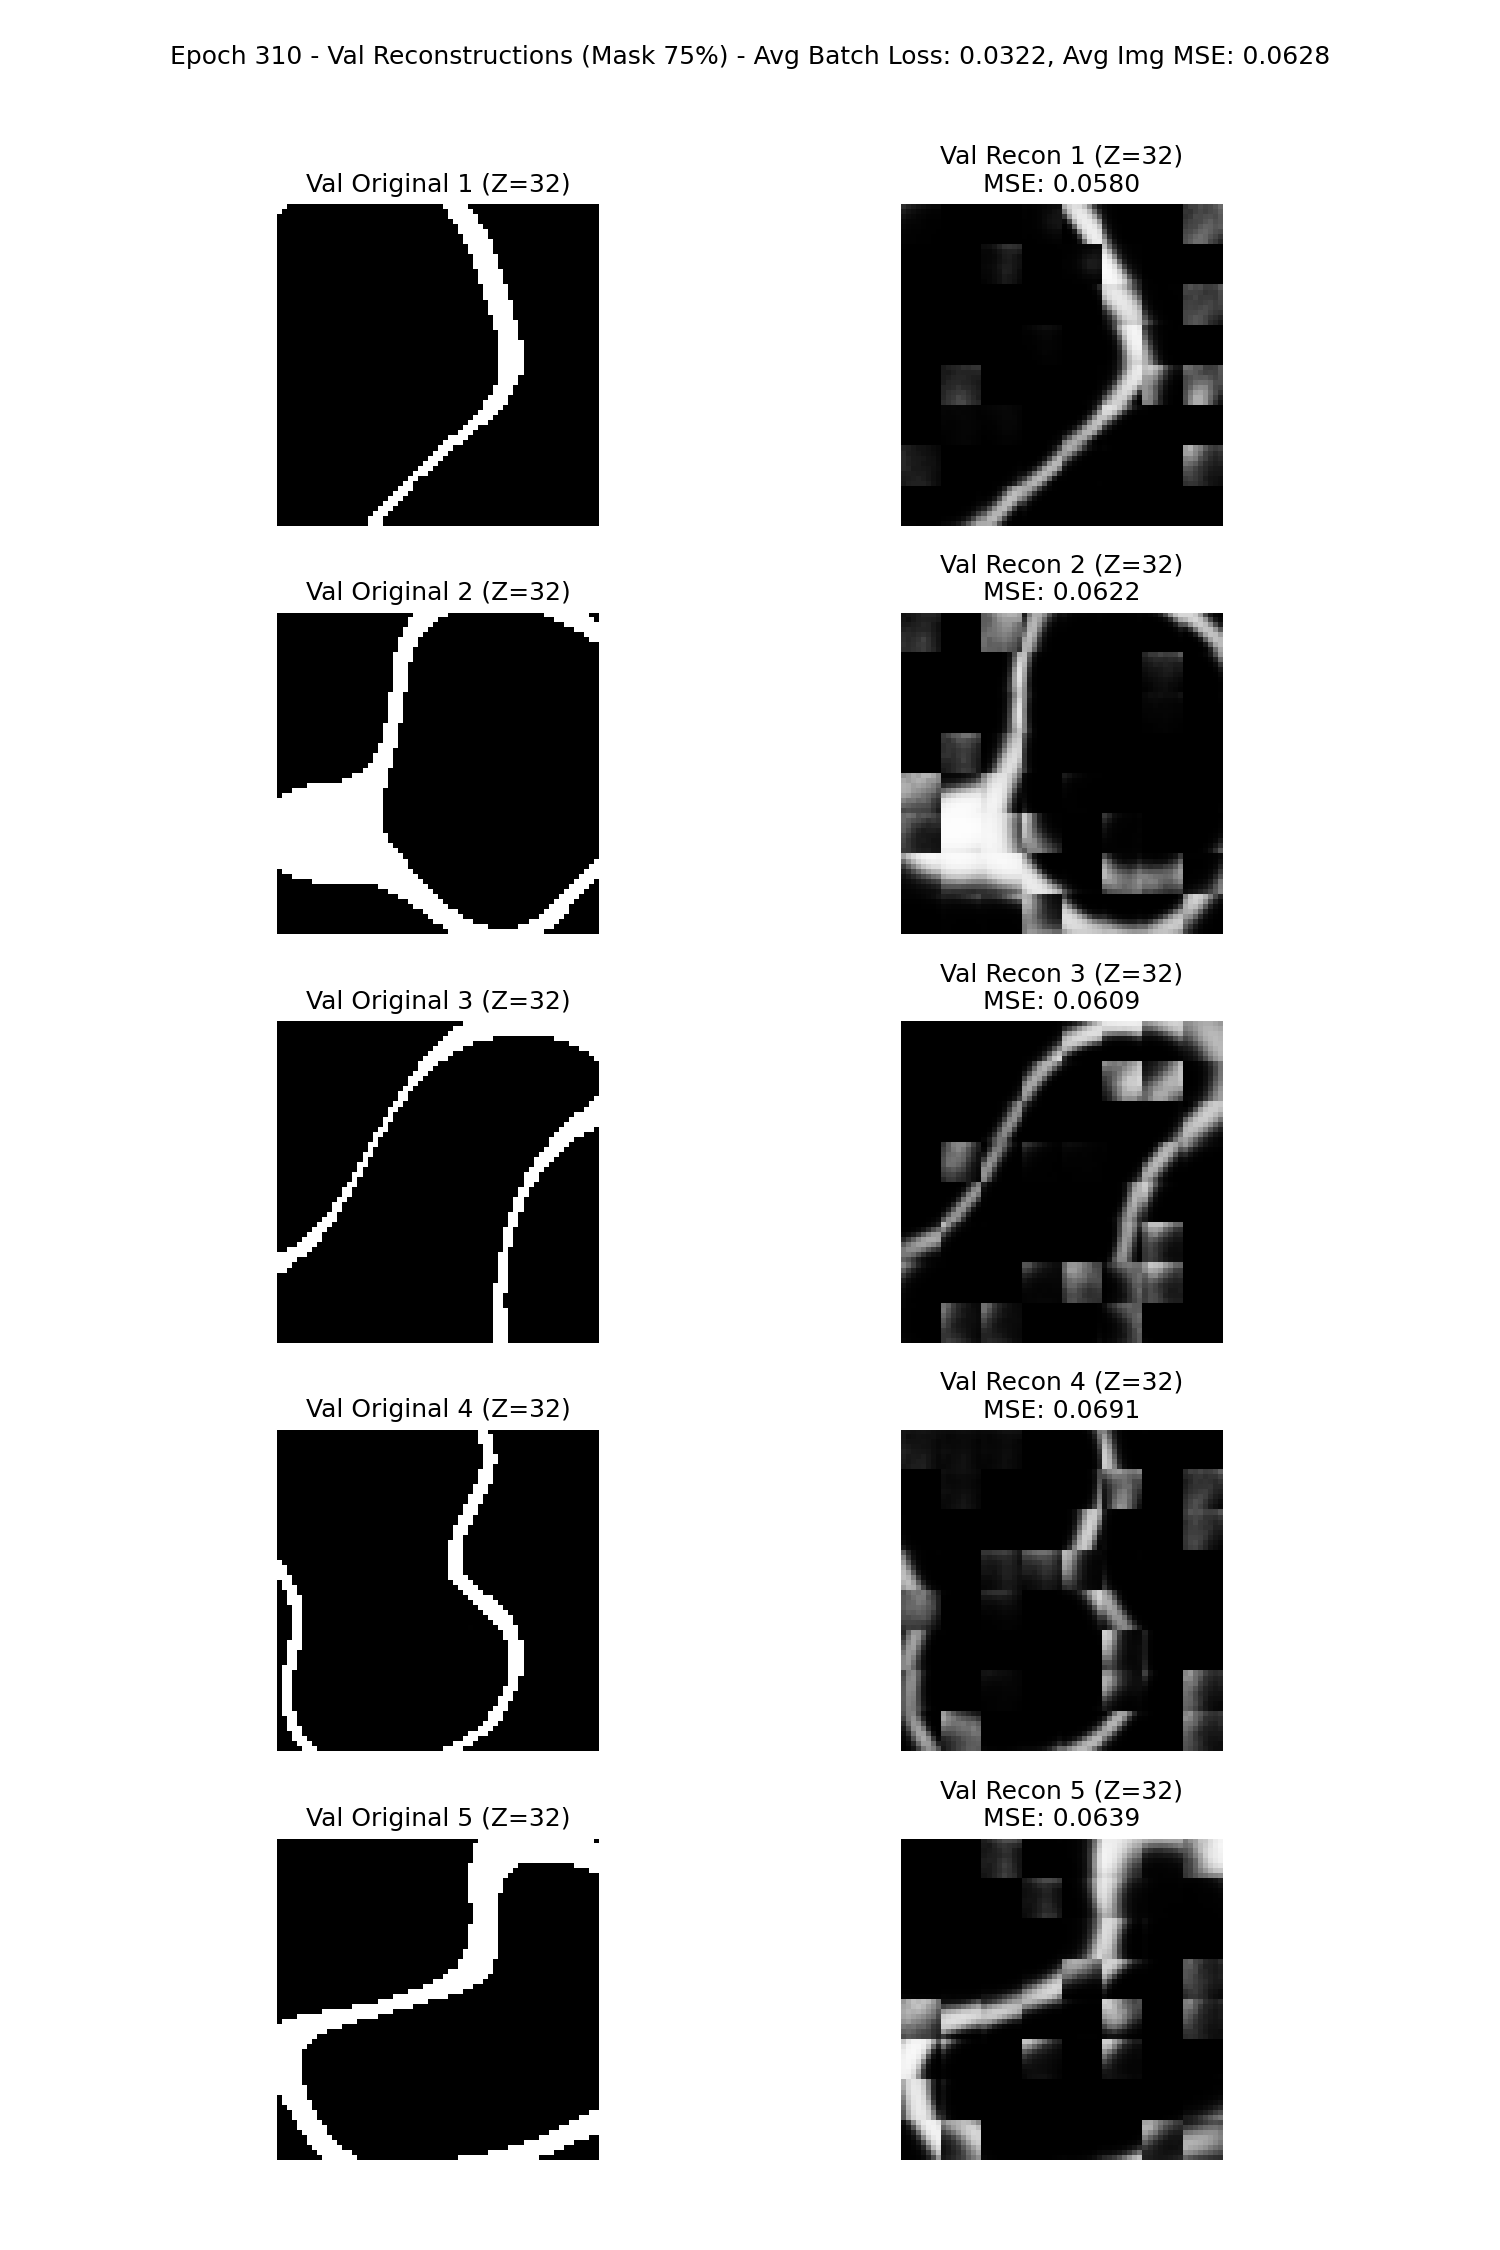 Epoch 310 - Val Reconstructions (Mask 75%) - Avg Batch Loss: 0.0322, Avg Img MSE: 0.0628
Val Original 1 (Z=32)
Val Recon 1 (Z=32)
MSE: 0.0580
Val Original 2 (Z=32)
Val Recon 2 (Z=32)
MSE: 0.0622
Val Original 3 (Z=32)
Val Recon 3 (Z=32)
MSE: 0.0609
Val Original 4 (Z=32)
Val Recon 4 (Z=32)
MSE: 0.0691
Val Original 5 (Z=32)
Val Recon 5 (Z=32)
MSE: 0.0639